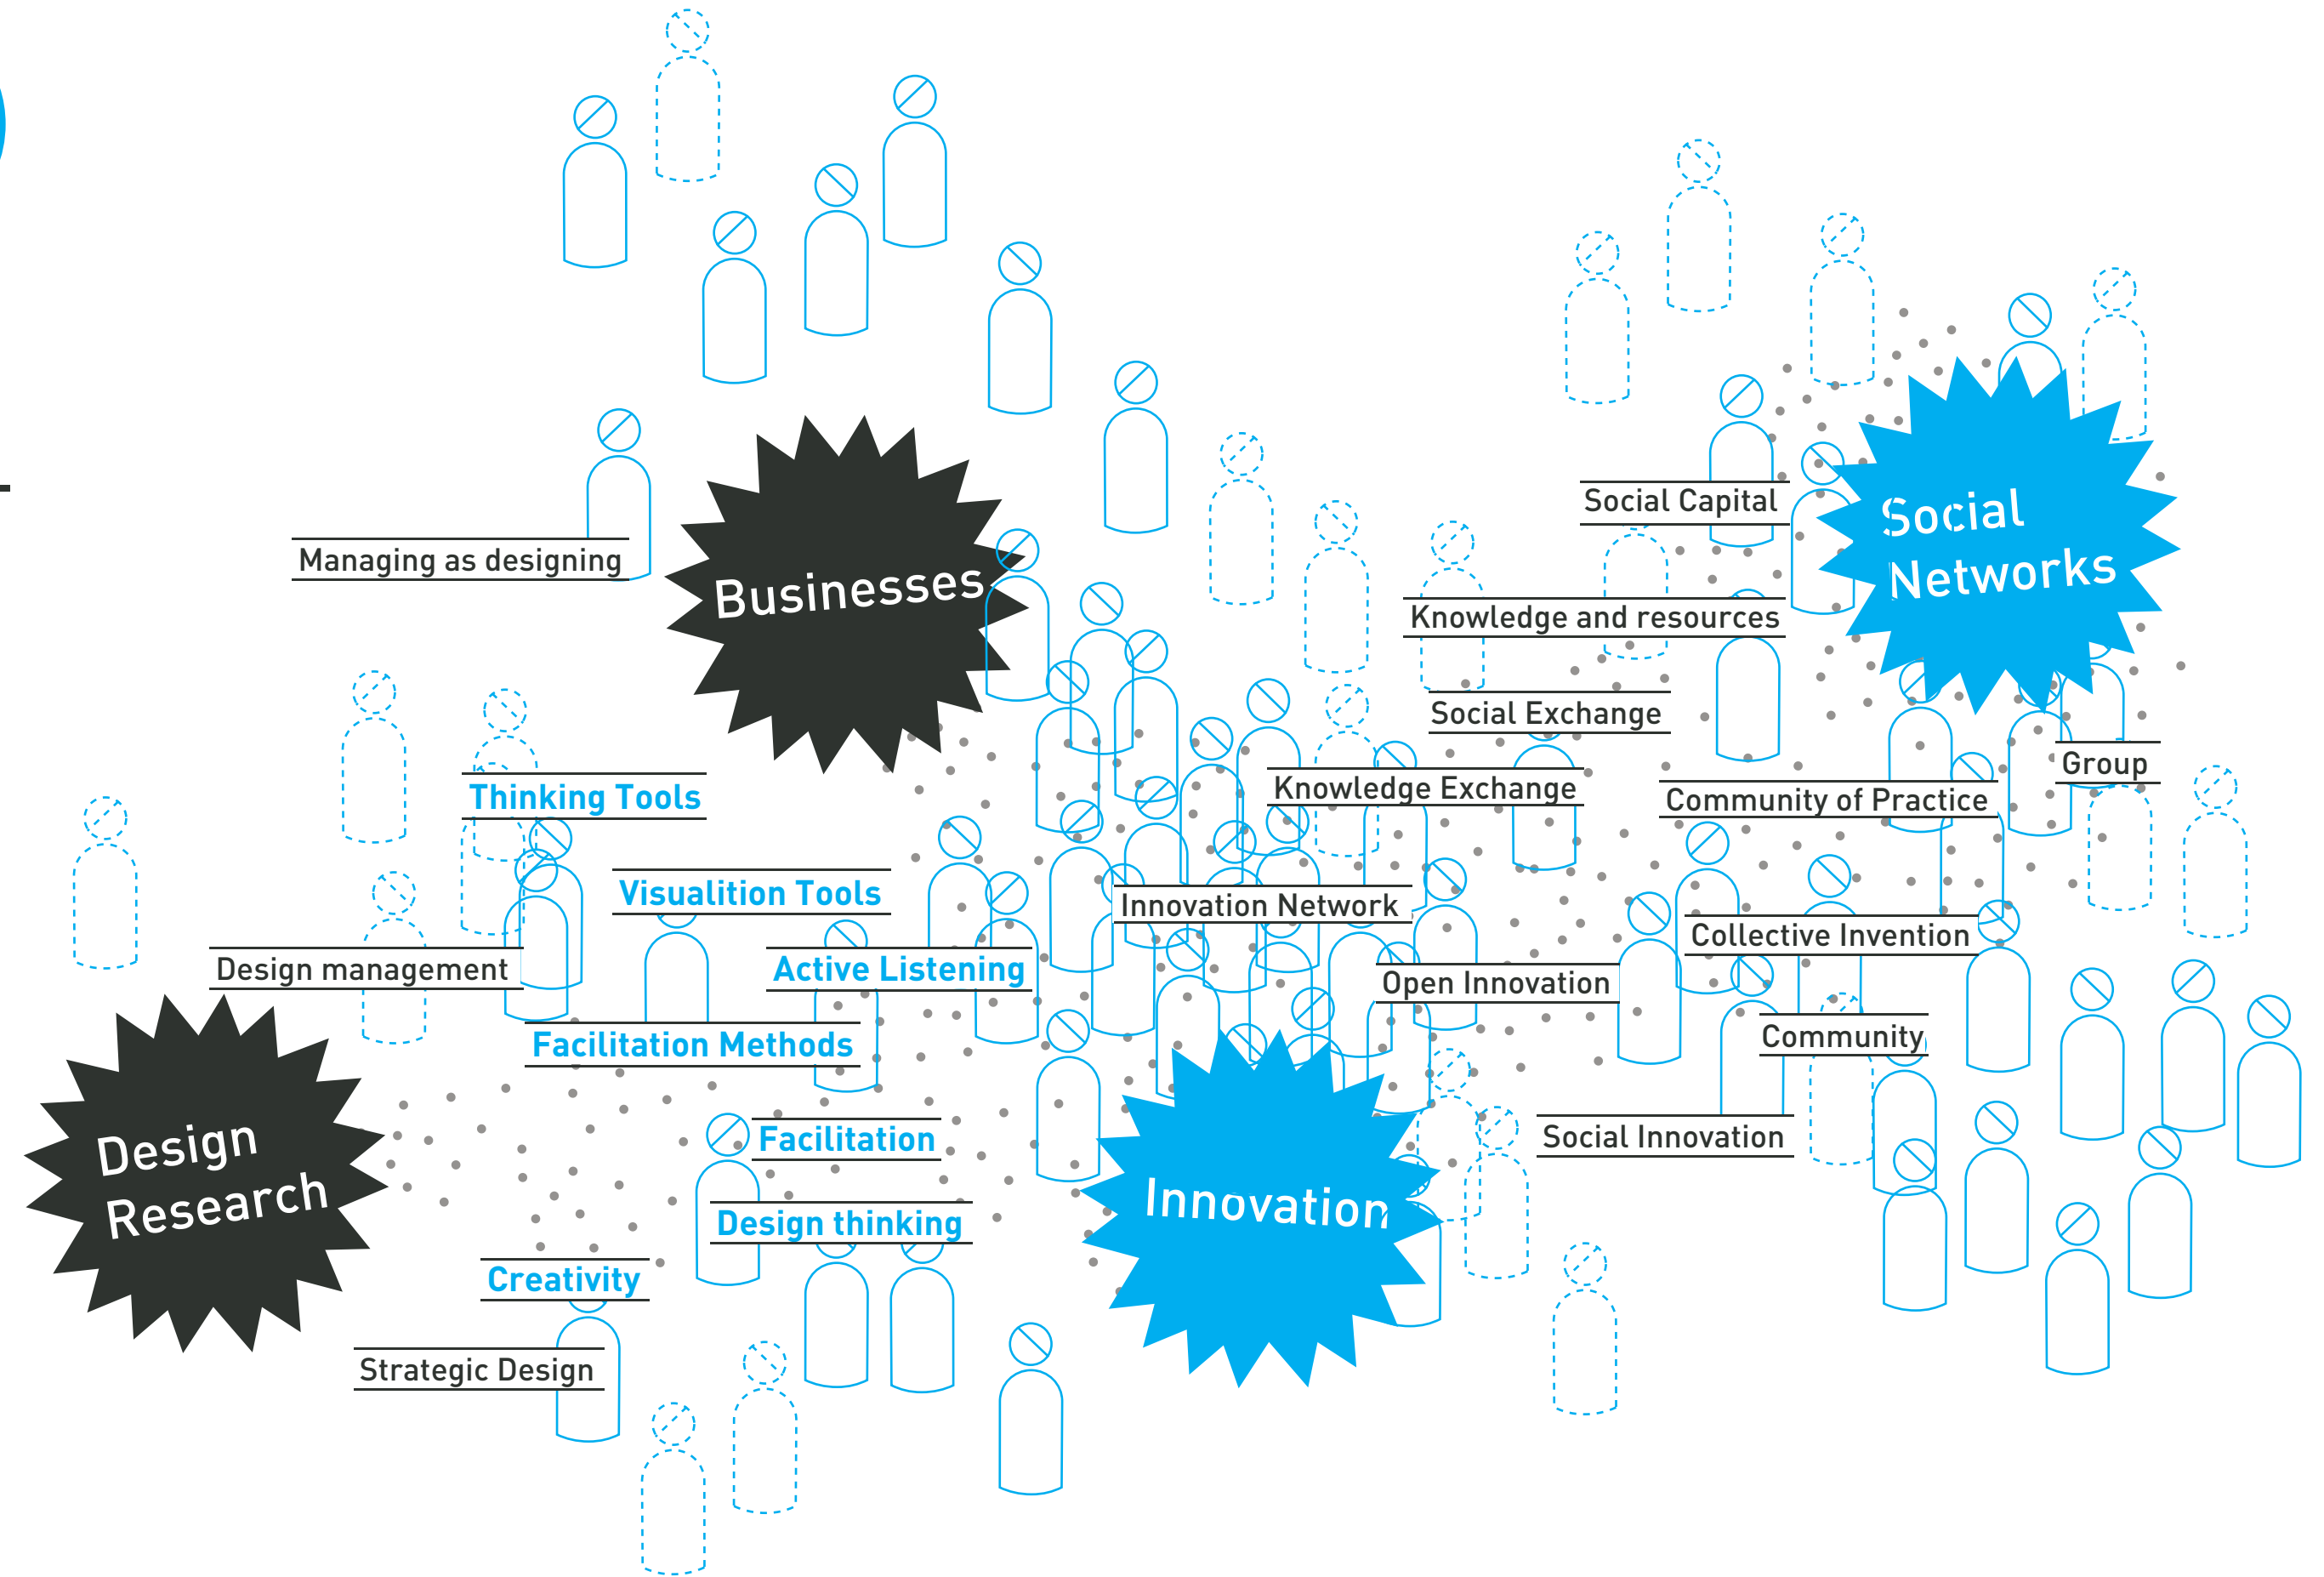 Social Capital
Social
Networks
Managing as designing
Businesses
Knowledge and resources
Social Exchange
Group
Thinking Tools
Knowledge Exchange
Community of Practice
Visualition Tools
Innovation Network
Collective Invention
Design management
Active Listening
Open Innovation
Facilitation Methods
Community
Design
Research
Facilitation
Social Innovation
Design thinking
Innovation
Creativity
Strategic Design